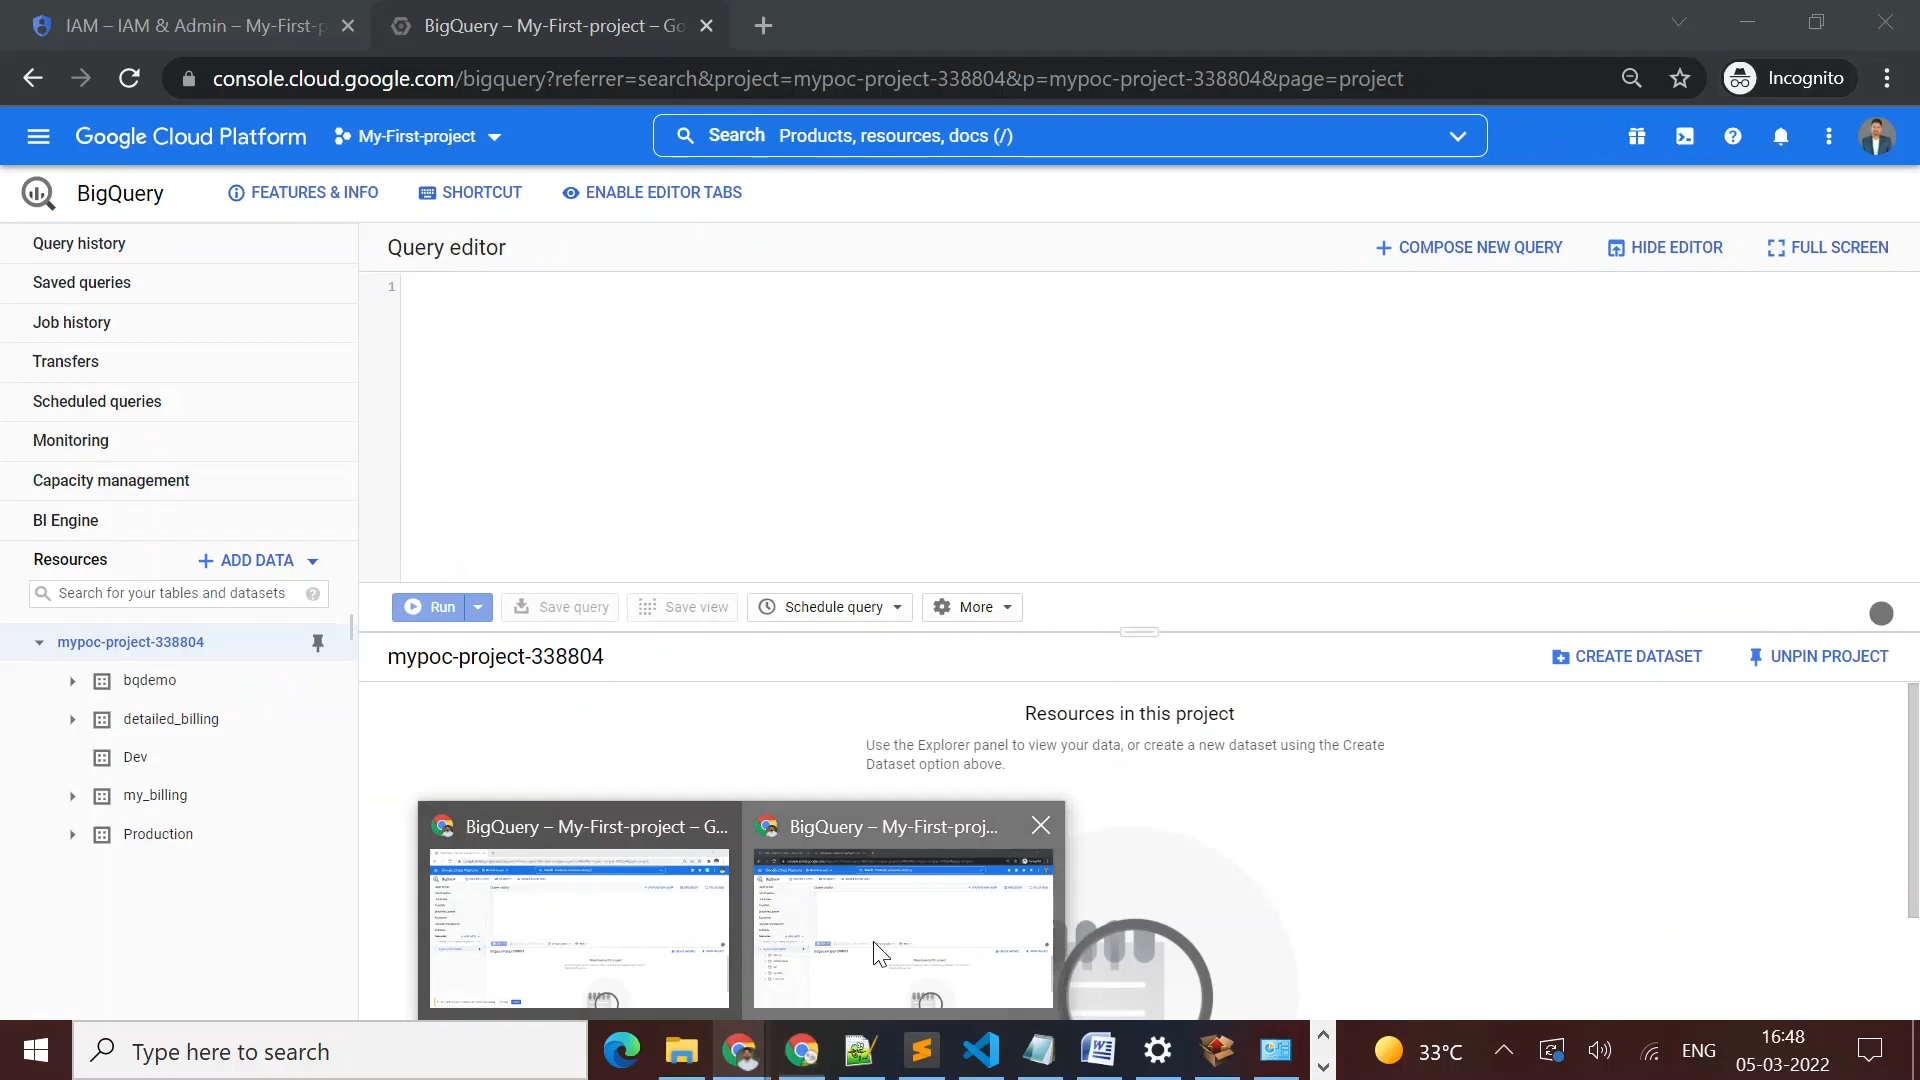 IAM – IAM & Admin – My-First-p
BigQuery – My-First-project – Go
console.cloud.google.com/bigquery?referrer=search&project=mypoc-project-338804&p=mypoc-project-338804&page=project
Incognito
Google Cloud Platform
My-First-project
Search Products, resources, docs (/)
BigQuery
FEATURES & INFO
SHORTCUT
ENABLE EDITOR TABS
Query history
Saved queries
Job history
Transfers
Scheduled queries
Monitoring
Capacity management
BI Engine
Resources
ADD DATA
Search for your tables and datasets
mypoc-project-338804
bqdemo
detailed_billing
Dev
my_billing
Production
Query editor
COMPOSE NEW QUERY
HIDE EDITOR
FULL SCREEN
1
Run
Save query
Save view
Schedule query
More
mypoc-project-338804
CREATE DATASET
UNPIN PROJECT
Resources in this project
Use the Explorer panel to view your data, or create a new dataset using the Create
Dataset option above.
BigQuery – My-First-project – G...
BigQuery – My-First-proj...
Type here to search
33°C
ENG
16:48
05-03-2022